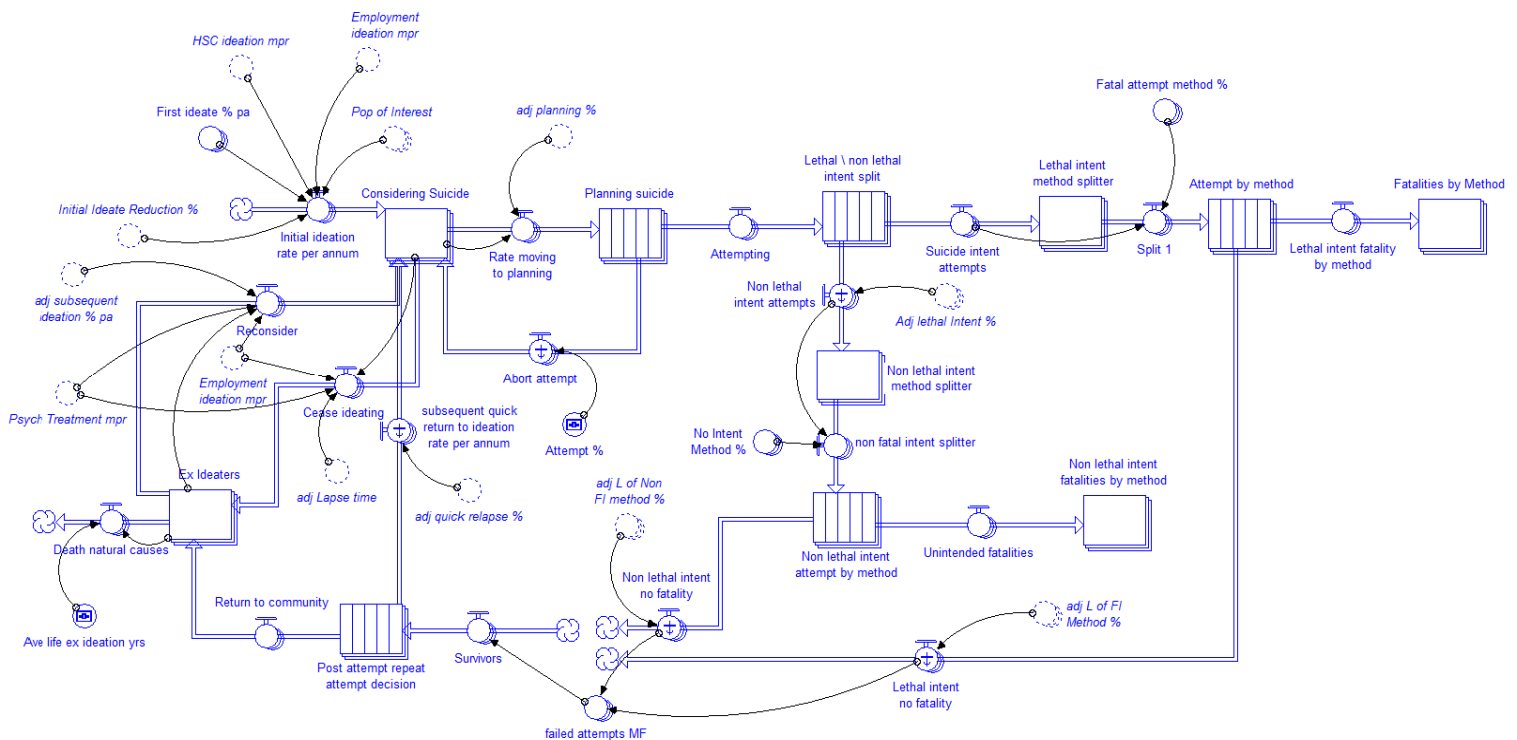 Employment
ideation mpr
HSC ideation mpr
First ideate % pa
Pop of Interest
adj planning %
Fatal attempt method %
Initial Ideate Reduction %
Initial ideation
rate per annum
Considering Suicide
Rate moving
to planning
Planning suicide
Attempting
Lethal \ non lethal
intent split
Suicide intent
attempts
Lethal intent
method splitter
Split 1
Attempt by method
Lethal intent fatality
by method
Fatalities by Method
adj subsequent
ideation % pa
Reconsider
Non lethal
intent attempts
Adj lethal Intent %
Employment
ideation mpr
Psych Treatment mpr
Cease ideating
Abort attempt
Attempt %
subsequent quick
return to ideation
rate per annum
Non lethal intent
method splitter
No Intent
Method %
non fatal intent splitter
Ex Ideaters
adj Lapse time
adj quick relapse %
adj L of Non
FI method %
Non lethal intent
fatalities by method
Death natural causes
Non lethal intent
attempt by method
Unintended fatalities
Non lethal intent
no fatality
Return to community
Ave life ex ideation yrs
Post attempt repeat
attempt decision
Survivors
adj L of FI
Method %
Lethal intent
no fatality
failed attempts MF